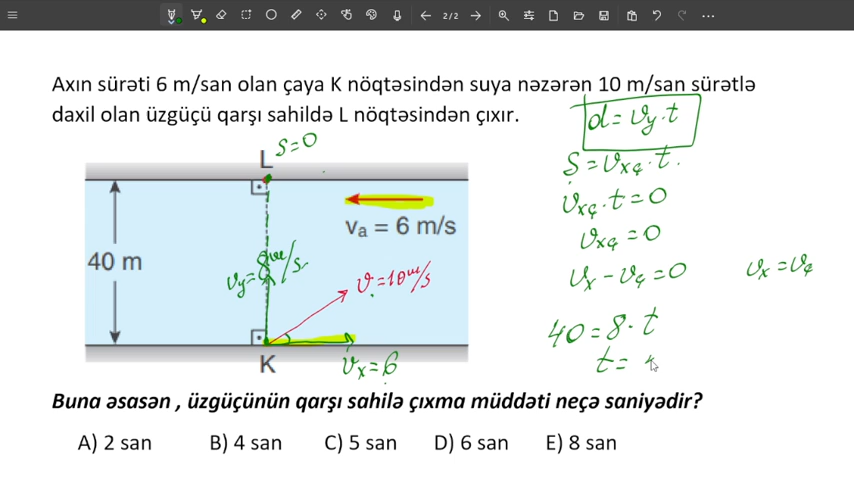 2/2
Axın sürəti 6 m/san olan çaya K nöqtəsindən suya nəzərən 10 m/san sürətlə
daxil olan üzgüçü qarşı sahildə L nöqtəsindən çıxır.
d = υy · t
S = υxç · t.
υxç · t = 0
υxç = 0
υx − υç = 0
υx = υç
40 = 8 · t
t =
S = 0
L
va = 6 m/s
40 m
υy = 8 m/s
υ = 10 m/s
K
υx = 6
Buna əsasən , üzgüçünün qarşı sahilə çıxma müddəti neçə saniyədir?
A) 2 san B) 4 san C) 5 san D) 6 san E) 8 san